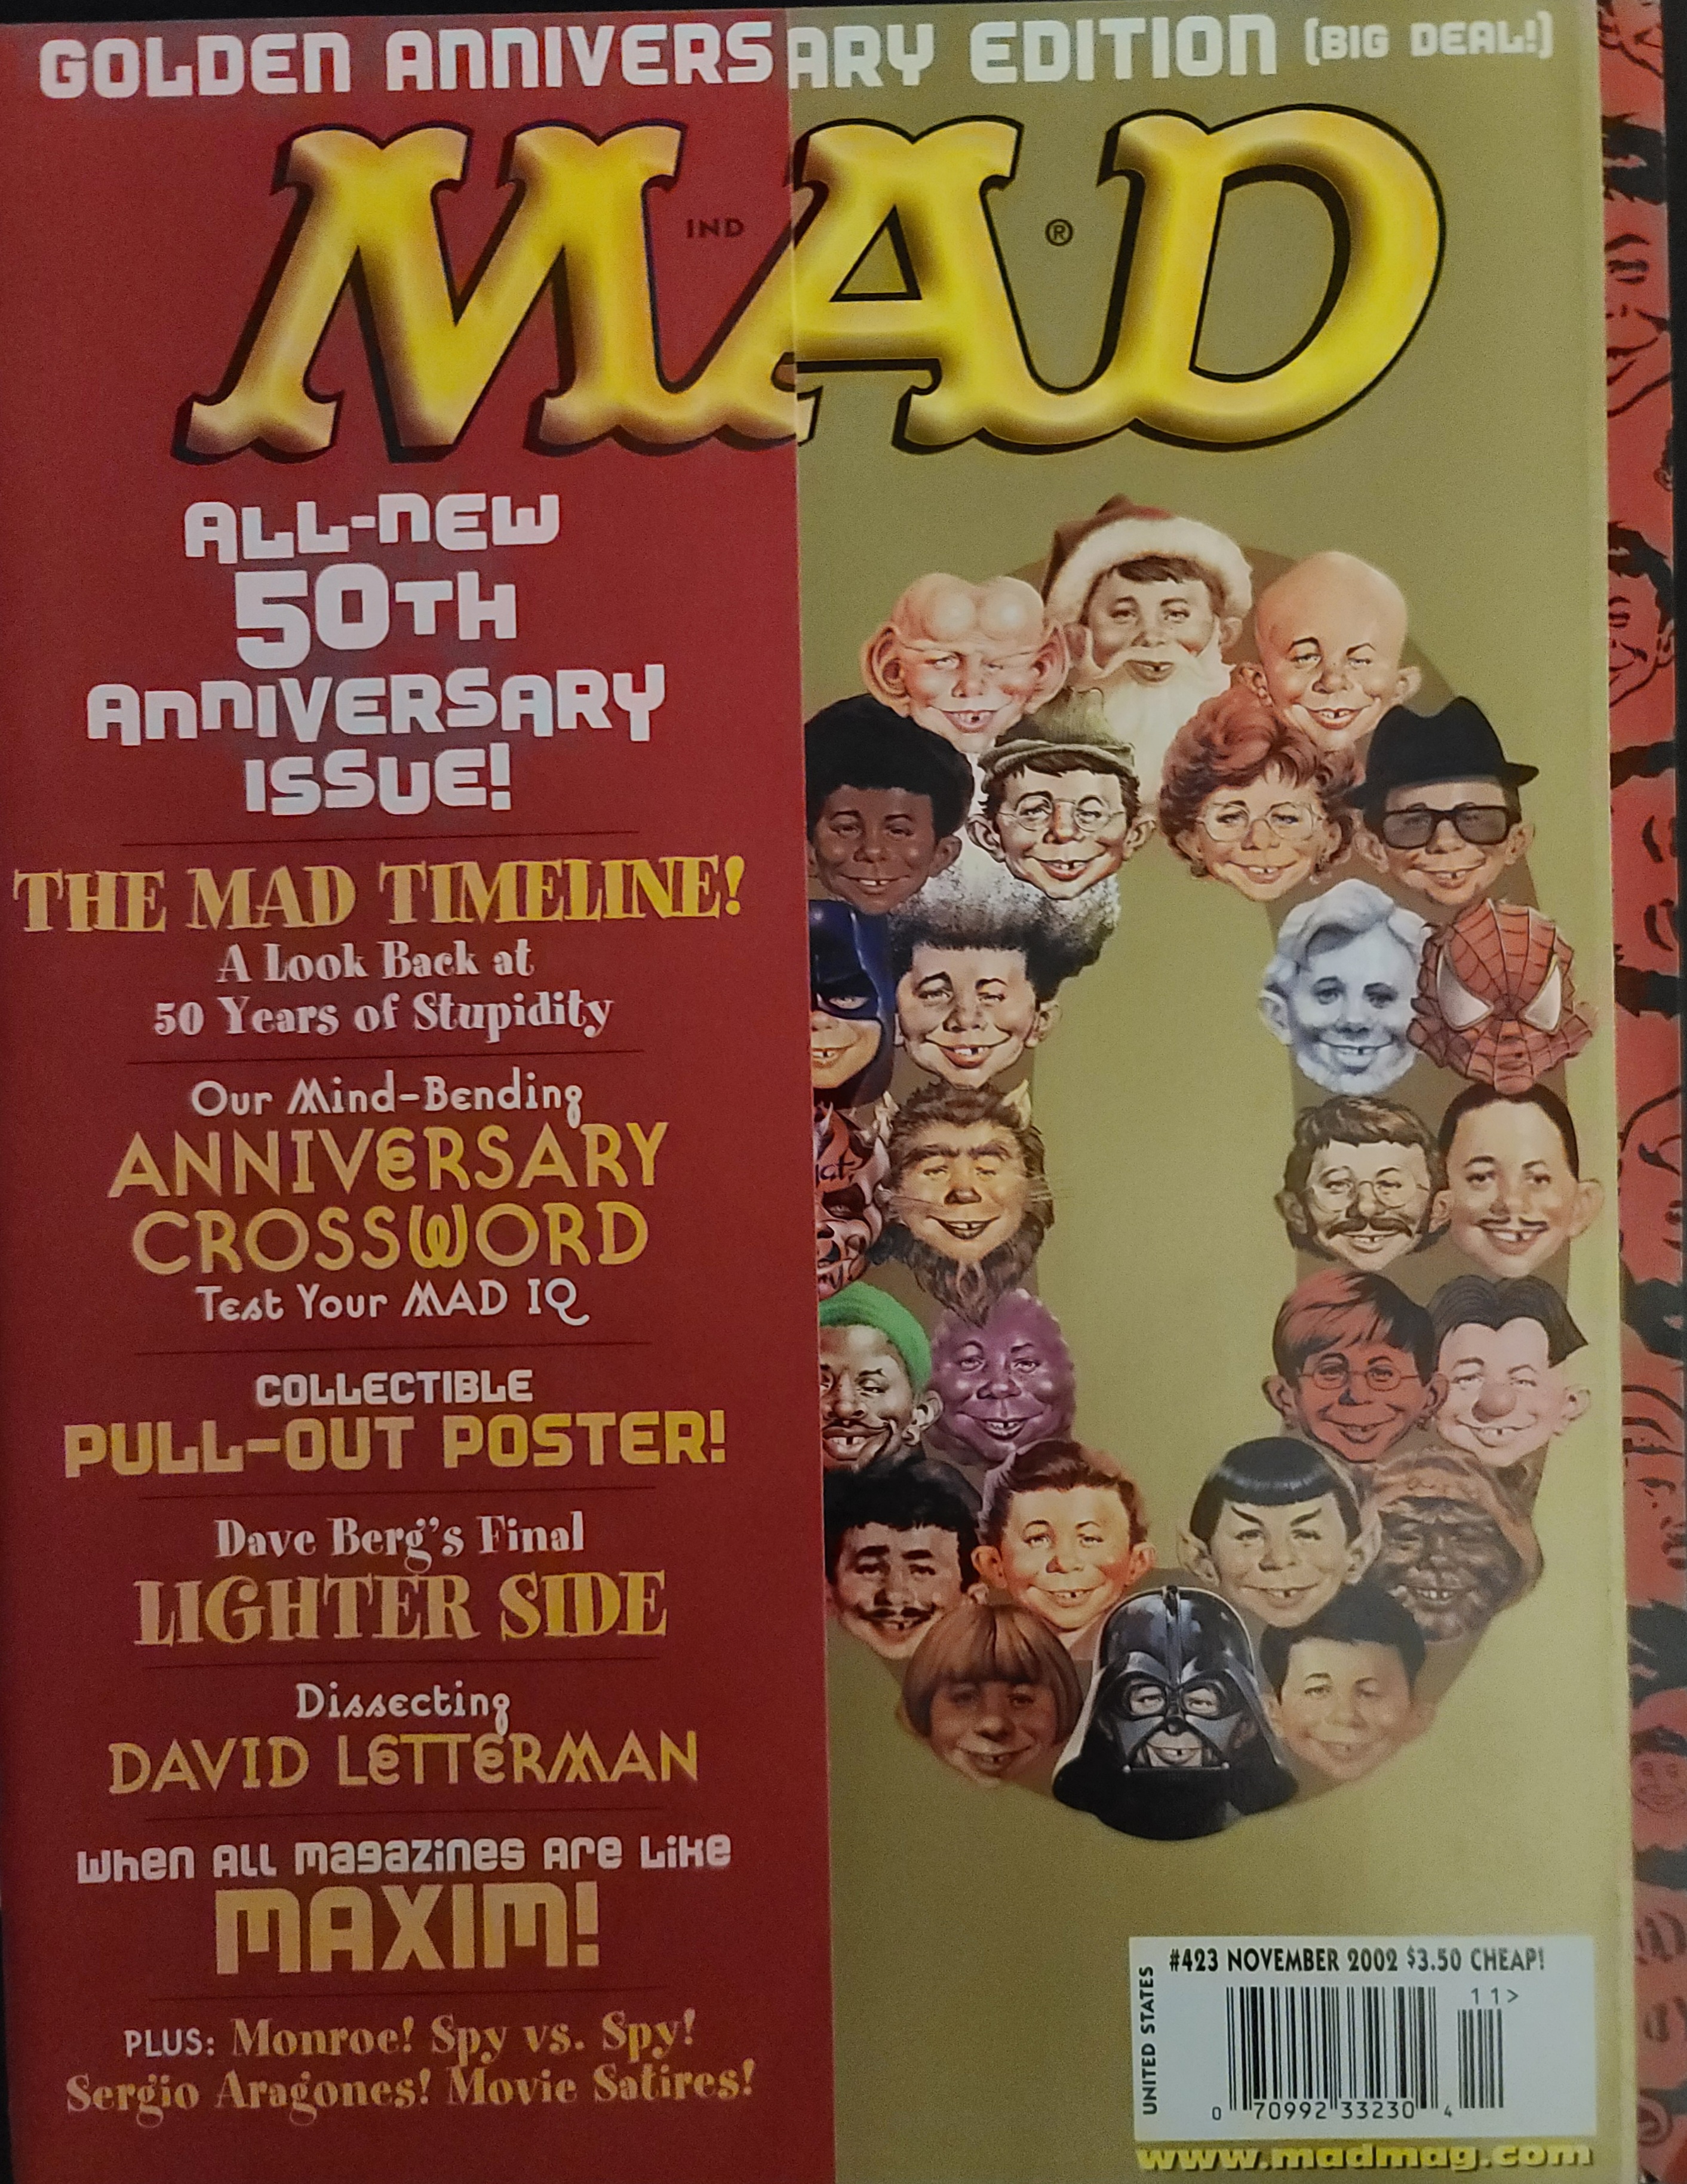 GOLDEN ANNIVERSARY EDITION (BIG DEAL!)
MAD
IND
®
ALL-NEW
50TH
ANNIVERSARY
ISSUE!
THE MAD TIMELINE!
A Look Back at
50 Years of Stupidity
Our Mind-Bending
ANNIVERSARY
CROSSWORD
Test Your MAD IQ
COLLECTIBLE
PULL-OUT POSTER!
Dave Berg's Final
LIGHTER SIDE
Dissecting
DAVID LETTERMAN
When All Magazines Are Like
MAXIM!
PLUS: Monroe! Spy vs. Spy!
Sergio Aragones! Movie Satires!
#423 NOVEMBER 2002 $3.50 CHEAP!
UNITED STATES
11>
0 70992 33230 4
www.madmag.com